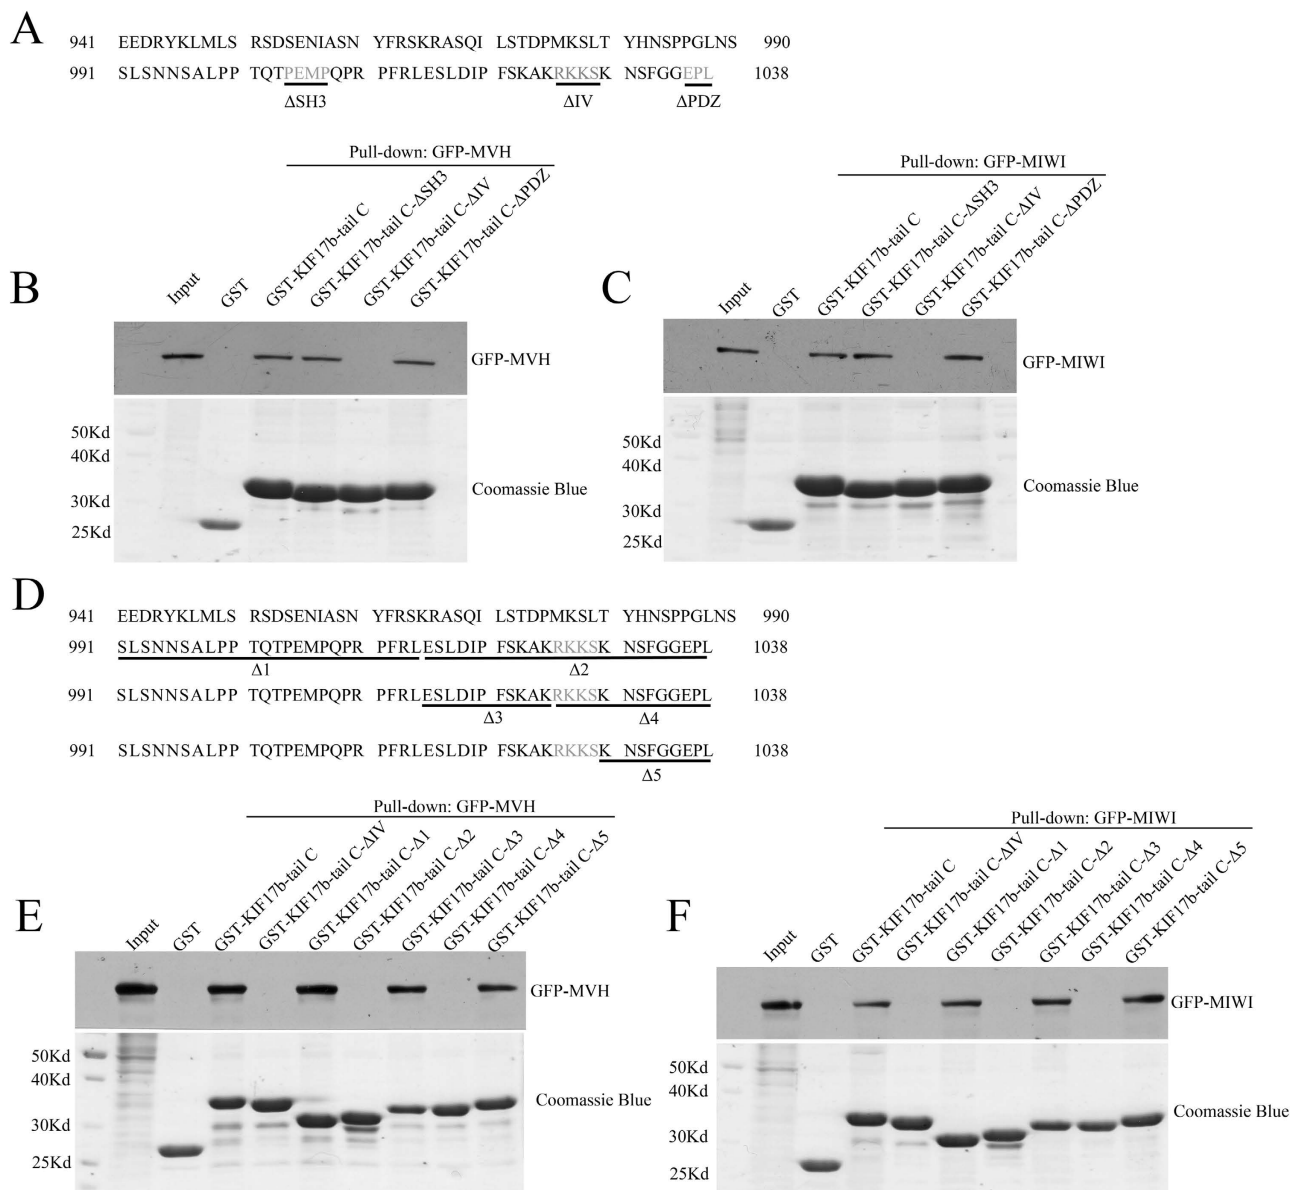 A
941 EEDRYKLMLS RSDSENIASN YFRSKRASQI LSTDPMKSLT YHNSPPGLNS 990
991 SLSNNSALPP TQTPEMPQPR PFRLESLDIP FSKAKRKKSK NSFGGEPL 1038
ΔSH3 ΔIV ΔPDZ
B
Pull-down: GFP-MVH
Input
GST
GST-KIF17b-tail C
GST-KIF17b-tail C-ΔSH3
GST-KIF17b-tail C-ΔIV
GST-KIF17b-tail C-ΔPDZ
GFP-MVH
50Kd
40Kd
30Kd
25Kd
Coomassie Blue
C
Pull-down: GFP-MIWI
Input
GST
GST-KIF17b-tail C
GST-KIF17b-tail C-ΔSH3
GST-KIF17b-tail C-ΔIV
GST-KIF17b-tail C-ΔPDZ
GFP-MIWI
50Kd
40Kd
30Kd
25Kd
Coomassie Blue
D
941 EEDRYKLMLS RSDSENIASN YFRSKRASQI LSTDPMKSLT YHNSPPGLNS 990
991 SLSNNSALPP TQTPEMPQPR PFRLESLDIP FSKAKRKKSK NSFGGEPL 1038
Δ1 Δ2
991 SLSNNSALPP TQTPEMPQPR PFRLESLDIP FSKAKRKKSK NSFGGEPL 1038
Δ3 Δ4
991 SLSNNSALPP TQTPEMPQPR PFRLESLDIP FSKAKRKKSK NSFGGEPL 1038
Δ5
E
Pull-down: GFP-MVH
Input
GST
GST-KIF17b-tail C
GST-KIF17b-tail C-ΔIV
GST-KIF17b-tail C-Δ1
GST-KIF17b-tail C-Δ2
GST-KIF17b-tail C-Δ3
GST-KIF17b-tail C-Δ4
GST-KIF17b-tail C-Δ5
GFP-MVH
50Kd
40Kd
30Kd
25Kd
Coomassie Blue
F
Pull-down: GFP-MIWI
Input
GST
GST-KIF17b-tail C
GST-KIF17b-tail C-ΔIV
GST-KIF17b-tail C-Δ1
GST-KIF17b-tail C-Δ2
GST-KIF17b-tail C-Δ3
GST-KIF17b-tail C-Δ4
GST-KIF17b-tail C-Δ5
GFP-MIWI
50Kd
40Kd
30Kd
25Kd
Coomassie Blue